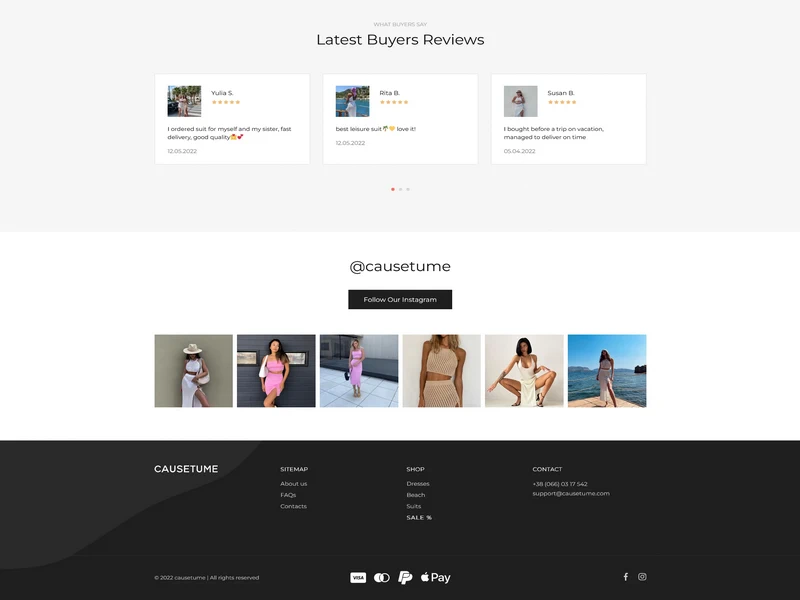 WHAT BUYERS SAY
Latest Buyers Reviews
Yulia S.
I ordered suit for myself and my sister, fast
delivery, good quality🥰💕
12.05.2022
Rita B.
best leisure suit🌴💛 love it!
12.05.2022
Susan B.
I bought before a trip on vacation,
managed to deliver on time
05.04.2022
@causetume
Follow Our Instagram
CAUSETUME
SITEMAP
About us
FAQs
Contacts
SHOP
Dresses
Beach
Suits
SALE %
CONTACT
+38 (066) 03 17 542
support@causetume.com
© 2022 causetume | All rights reserved
VISA
Pay